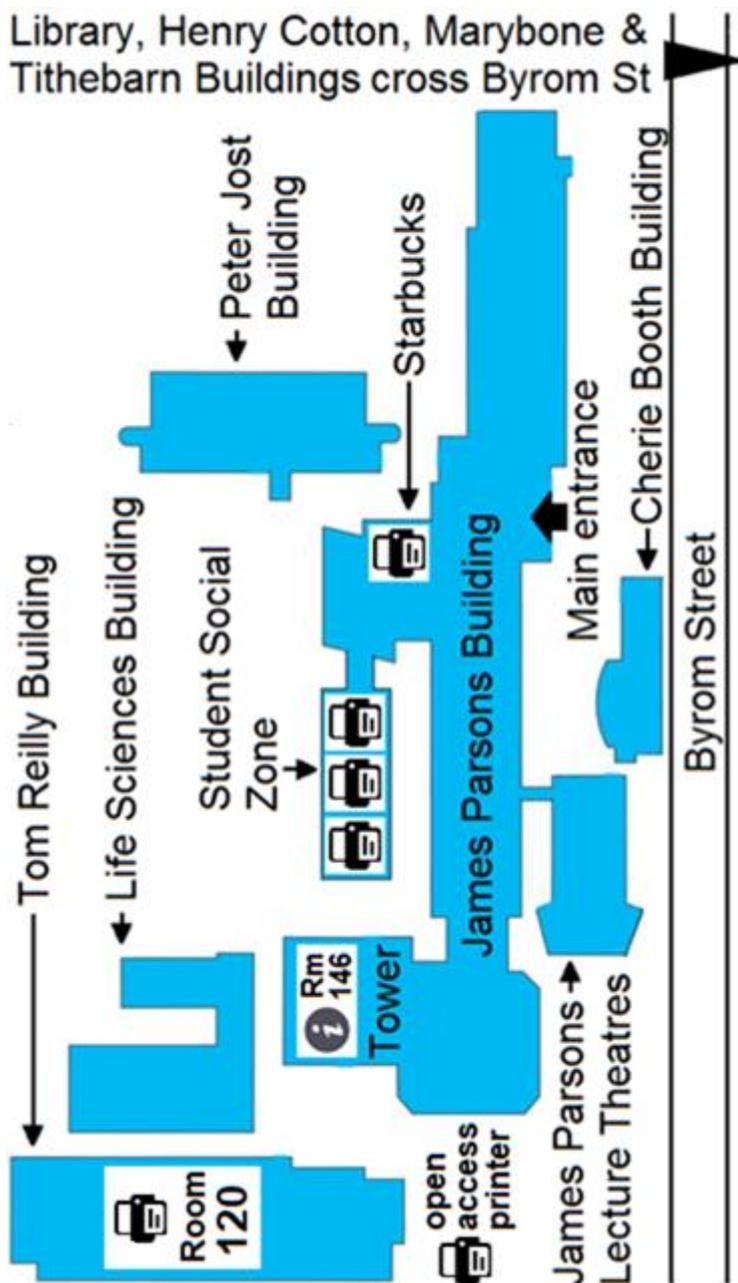 Library, Henry Cotton, Marybone &
Tithebarn Buildings cross Byrom St
Peter Jost
Building
Starbucks
Cherie Booth Building
Main entrance
Tom Reilly Building
Life Sciences Building
Student Social
Zone
James Parsons Building
Byrom Street
Rm
146
i
Tower
James Parsons
Lecture Theatres
Room
120
open
access
printer